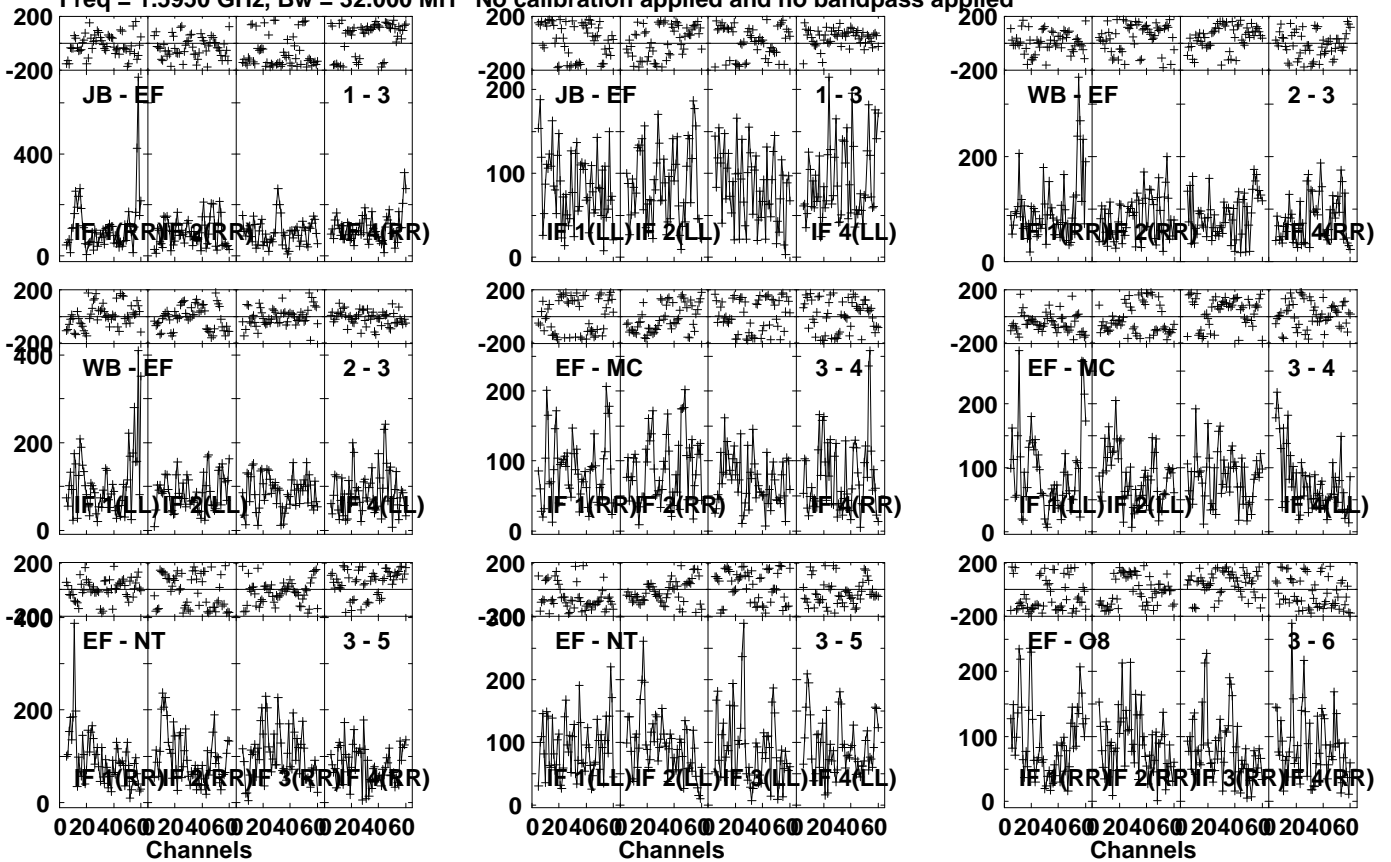 Freq = 1.5950 GHz, Bw = 32.000 MH No calibration applied and no bandpass applied
200
-200
JB - EF 1 - 3
400
0
IF 1(RR) IF 2(RR) IF 4(RR)
200
-200
JB - EF 1 - 3
200
100
0
IF 1(LL) IF 2(LL) IF 4(LL)
200
-200
WB - EF 2 - 3
200
0
IF 1(RR) IF 2(RR) IF 4(RR)
200
-200
400
WB - EF 2 - 3
200
0
IF 1(LL) IF 2(LL) IF 4(LL)
200
-200
EF - MC 3 - 4
200
100
0
IF 1(RR) IF 2(RR) IF 4(RR)
200
-200
EF - MC 3 - 4
200
100
0
IF 1(LL) IF 2(LL) IF 4(LL)
200
-200
400
EF - NT 3 - 5
200
0
IF 1(RR) IF 2(RR) IF 3(RR) IF 4(RR)
0 20 40 60 0 20 40 60 0 20 40 60 0 20 40 60
Channels
200
-200
300
EF - NT 3 - 5
200
100
0
IF 1(LL) IF 2(LL) IF 3(LL) IF 4(LL)
0 20 40 60 0 20 40 60 0 20 40 60 0 20 40 60
Channels
200
-200
EF - O8 3 - 6
200
100
0
IF 1(RR) IF 2(RR) IF 3(RR) IF 4(RR)
0 20 40 60 0 20 40 60 0 20 40 60 0 20 40 60
Channels